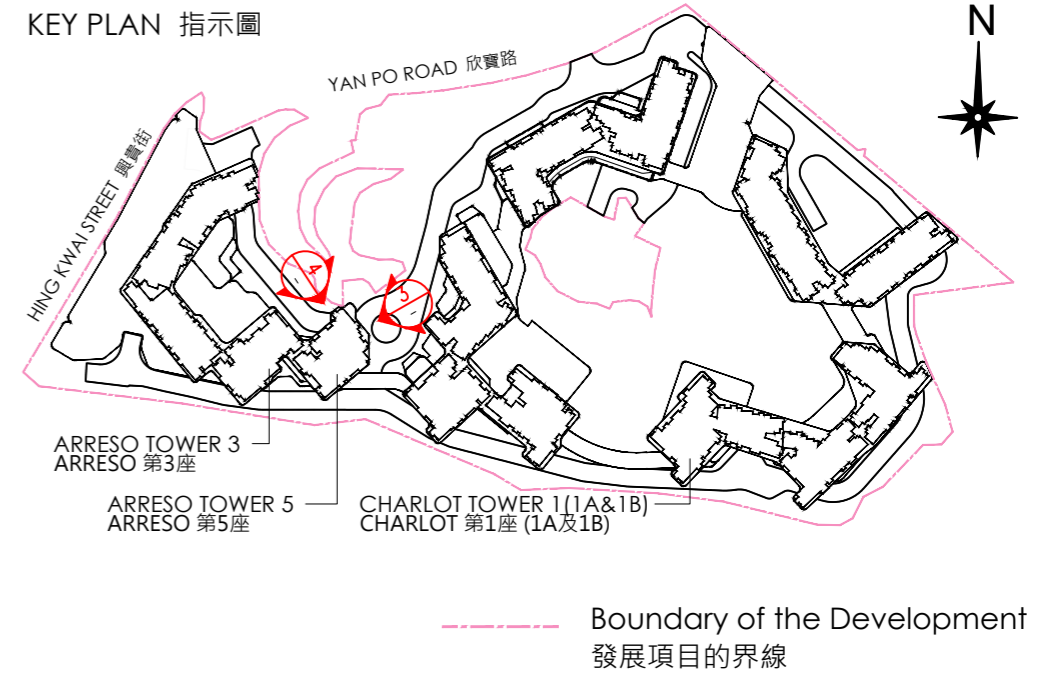 KEY PLAN 指示圖
N
YAN PO ROAD 欣寶路
HING KWAI STREET 興貴街
4
5
ARRESO TOWER 3
ARRESO 第3座
ARRESO TOWER 5
ARRESO 第5座
CHARLOT TOWER 1(1A&1B)
CHARLOT 第1座 (1A及1B)
Boundary of the Development
發展項目的界線